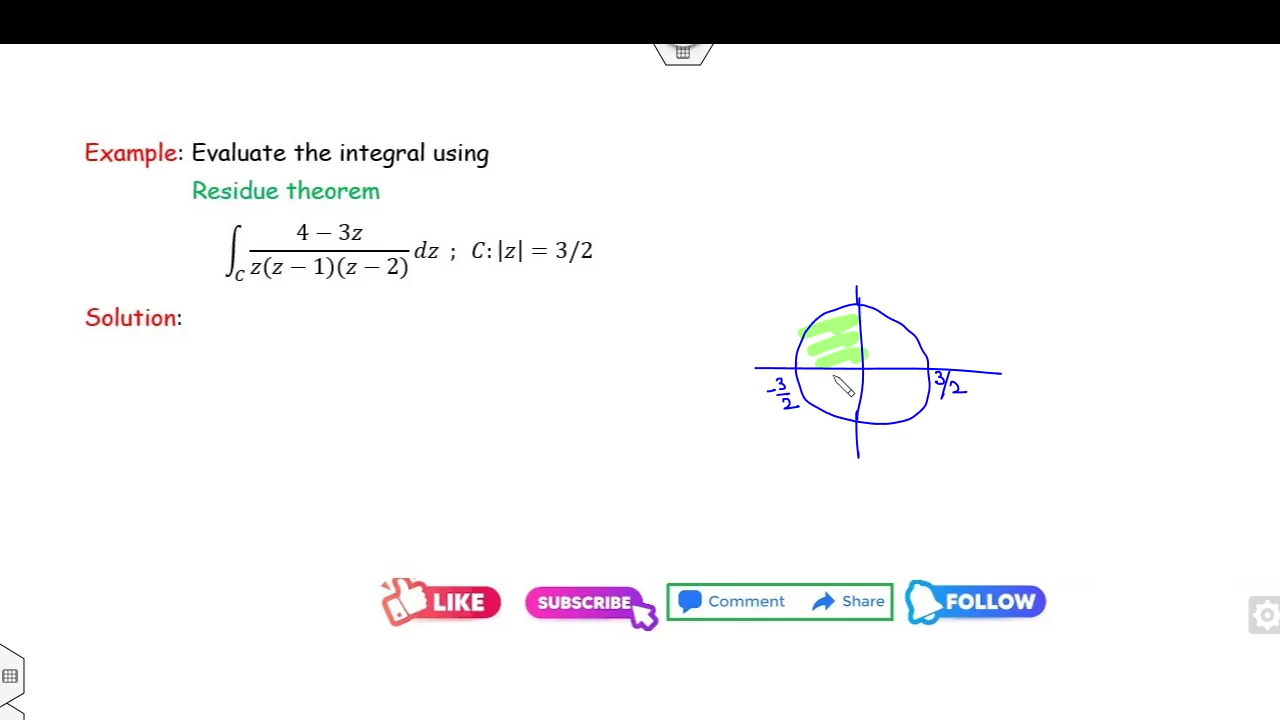 Example: Evaluate the integral using
Residue theorem
∫_C (4 − 3z)/(z(z − 1)(z − 2)) dz ; C: |z| = 3/2
Solution:
-3/2
3/2
LIKE
SUBSCRIBE
Comment
Share
FOLLOW